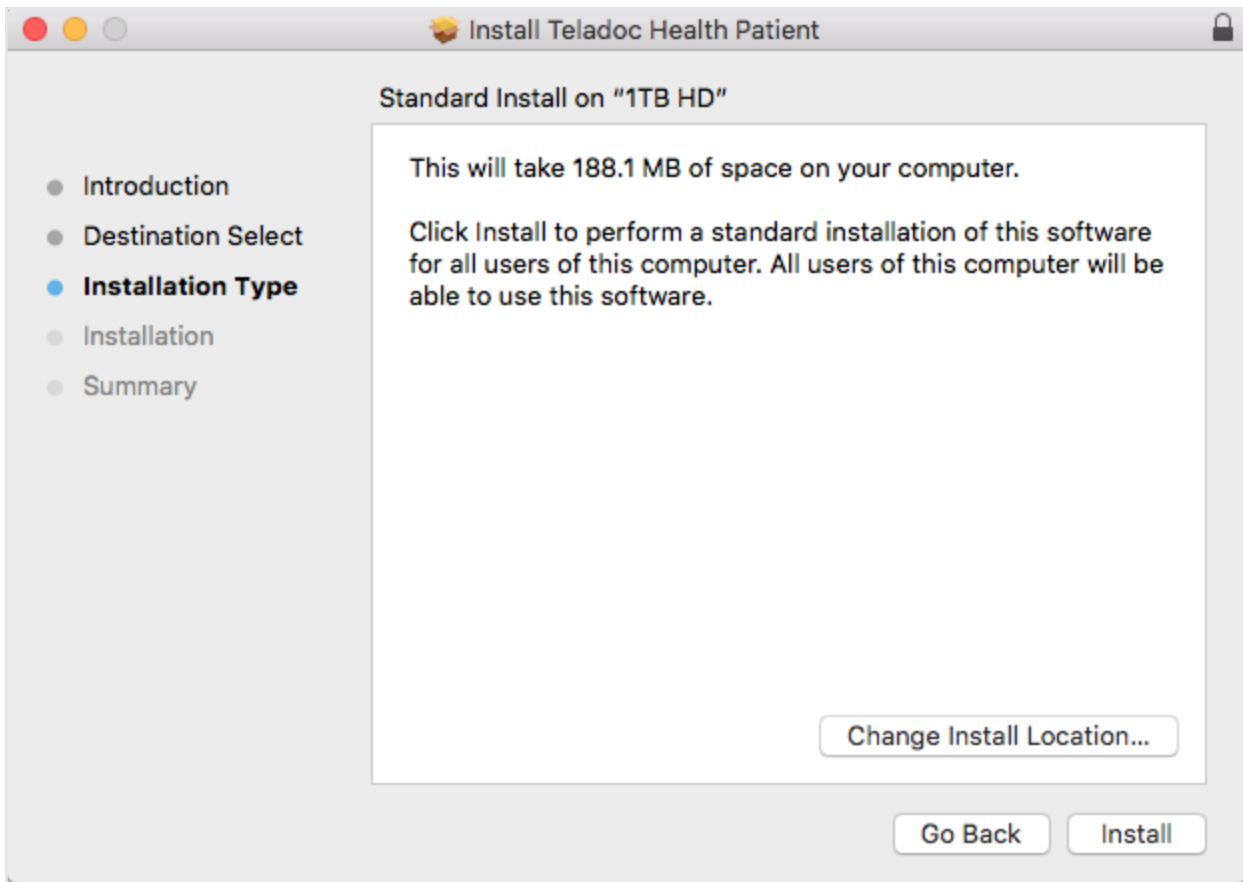 Install Teladoc Health Patient
Standard Install on “1TB HD”
Introduction
Destination Select
Installation Type
Installation
Summary
This will take 188.1 MB of space on your computer.
Click Install to perform a standard installation of this software
for all users of this computer. All users of this computer will be
able to use this software.
Change Install Location...
Go Back
Install